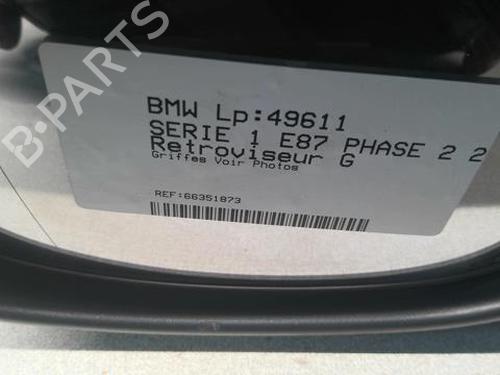 BMW Lp:49611
SERIE 1 E87 PHASE 2 2
Retroviseur G
Griffes Voir Photos
REF:66351873
B-PARTS